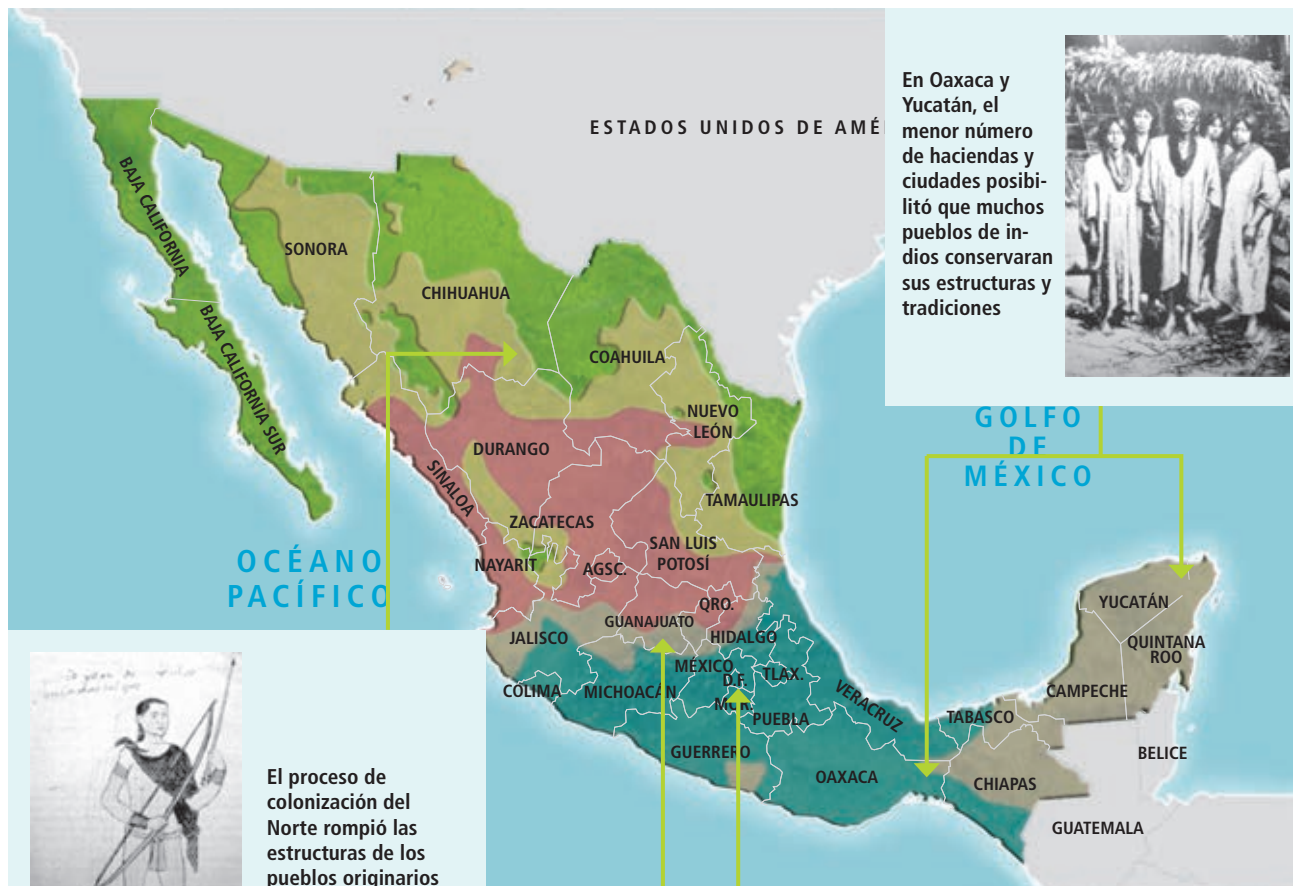 ESTADOS UNIDOS DE AMÉ
En Oaxaca y
Yucatán, el
menor número
de haciendas y
ciudades posibi-
litó que muchos
pueblos de in-
dios conservaran
sus estructuras y
tradiciones
BAJA CALIFORNIA
SONORA
CHIHUAHUA
BAJA CALIFORNIA SUR
COAHUILA
NUEVO
LEÓN
DURANGO
SINALOA
TAMAULIPAS
ZACATECAS
SAN LUIS
POTOSÍ
NAYARIT
AGSC.
GOLFO
DE
MÉXICO
OCÉANO
PACÍFICO
QRO.
GUANAJUATO
JALISCO
HIDALGO
MÉXICO
D.F.
TLAX.
COLIMA
MICHOACÁN
MOR.
PUEBLA
VERACRUZ
GUERRERO
OAXACA
TABASCO
CHIAPAS
YUCATÁN
QUINTANA
ROO
CAMPECHE
BELICE
GUATEMALA
El proceso de
colonización del
Norte rompió las
estructuras de los
pueblos originarios